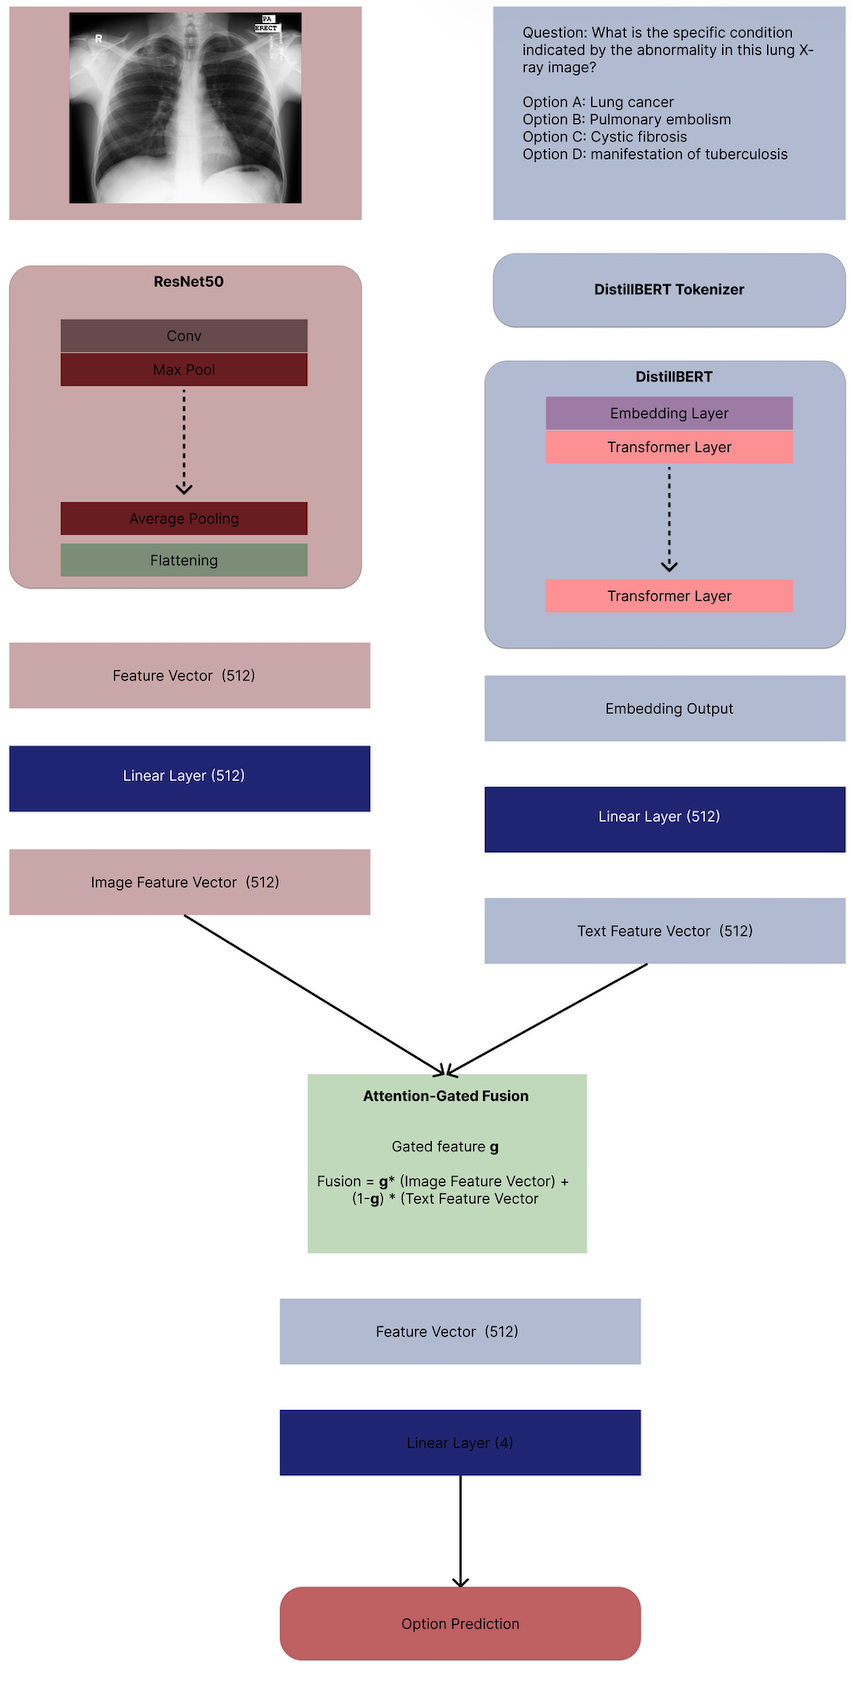 PA
ERECT
R
Question: What is the specific condition
indicated by the abnormality in this lung X-
ray image?
Option A: Lung cancer
Option B: Pulmonary embolism
Option C: Cystic fibrosis
Option D: manifestation of tuberculosis
ResNet50
Conv
Max Pool
Average Pooling
Flattening
Feature Vector (512)
Linear Layer (512)
Image Feature Vector (512)
DistillBERT Tokenizer
DistillBERT
Embedding Layer
Transformer Layer
Transformer Layer
Embedding Output
Linear Layer (512)
Text Feature Vector (512)
Attention-Gated Fusion
Gated feature g
Fusion = g* (Image Feature Vector) +
(1-g) * (Text Feature Vector
Feature Vector (512)
Linear Layer (4)
Option Prediction